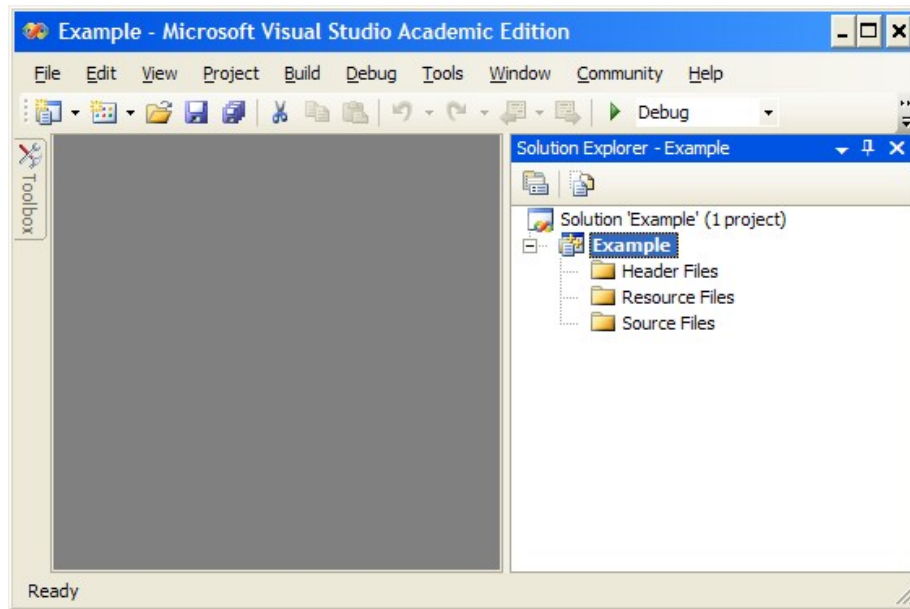 Example - Microsoft Visual Studio Academic Edition
File Edit View Project Build Debug Tools Window Community Help
Debug
Toolbox
Solution Explorer - Example
Solution 'Example' (1 project)
Example
Header Files
Resource Files
Source Files
Ready